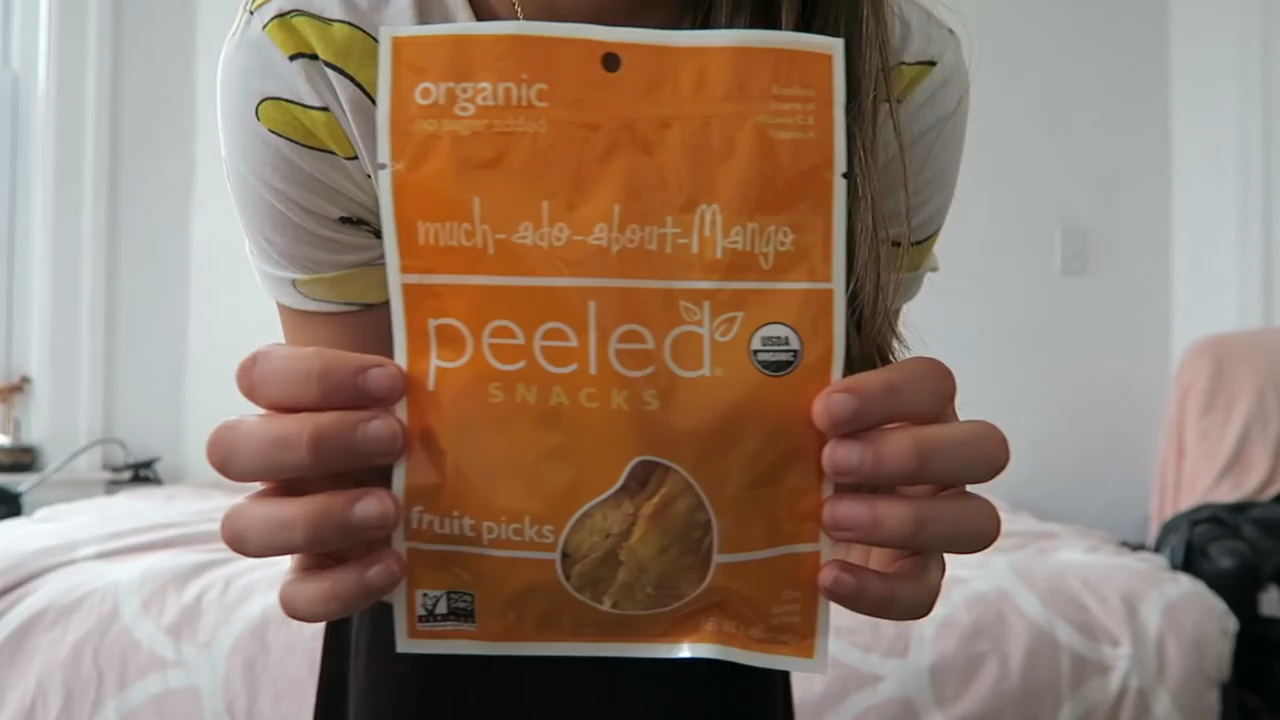 organic
no sugar added
much-ado-about-Mango
peeled
SNACKS
USDA
ORGANIC
fruit picks